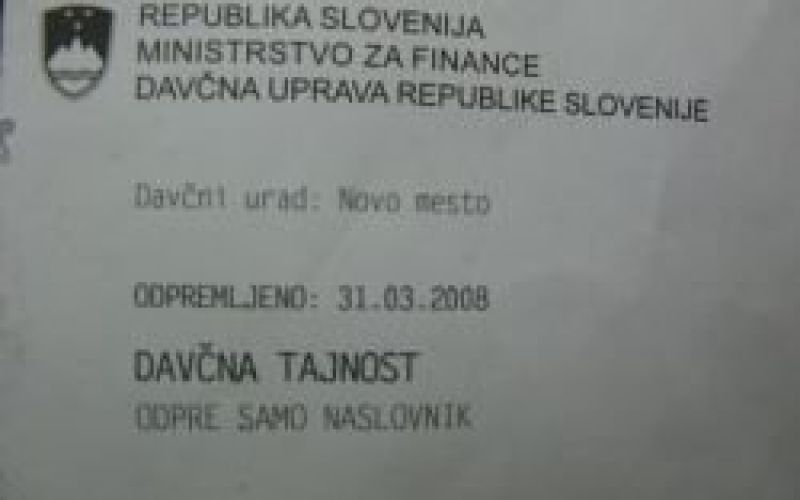 REPUBLIKA SLOVENIJA
MINISTRSTVO ZA FINANCE
DAVČNA UPRAVA REPUBLIKE SLOVENIJE
Davčni urad: Novo mesto
ODPREMLJENO: 31.03.2008
DAVČNA TAJNOST
ODPRE SAMO NASLOVNIK